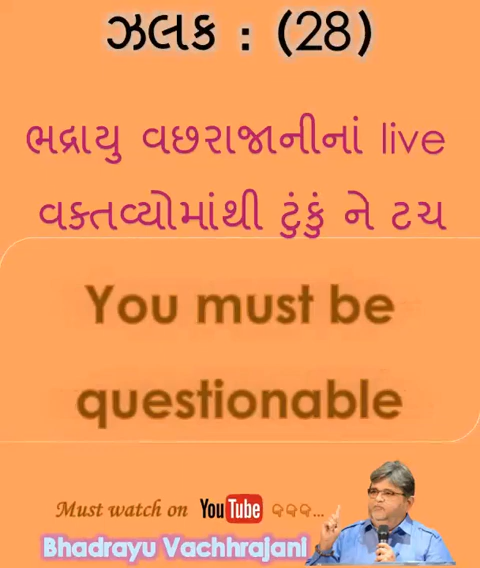 ઝલક : (28)
ભદ્રાયુ વછરાજાનીનાં live
વક્તવ્યોમાંથી ટુંકું ને ટચ
You must be
questionable
Must watch on YouTube 👇👇👇...
Bhadrayu Vachhrajani